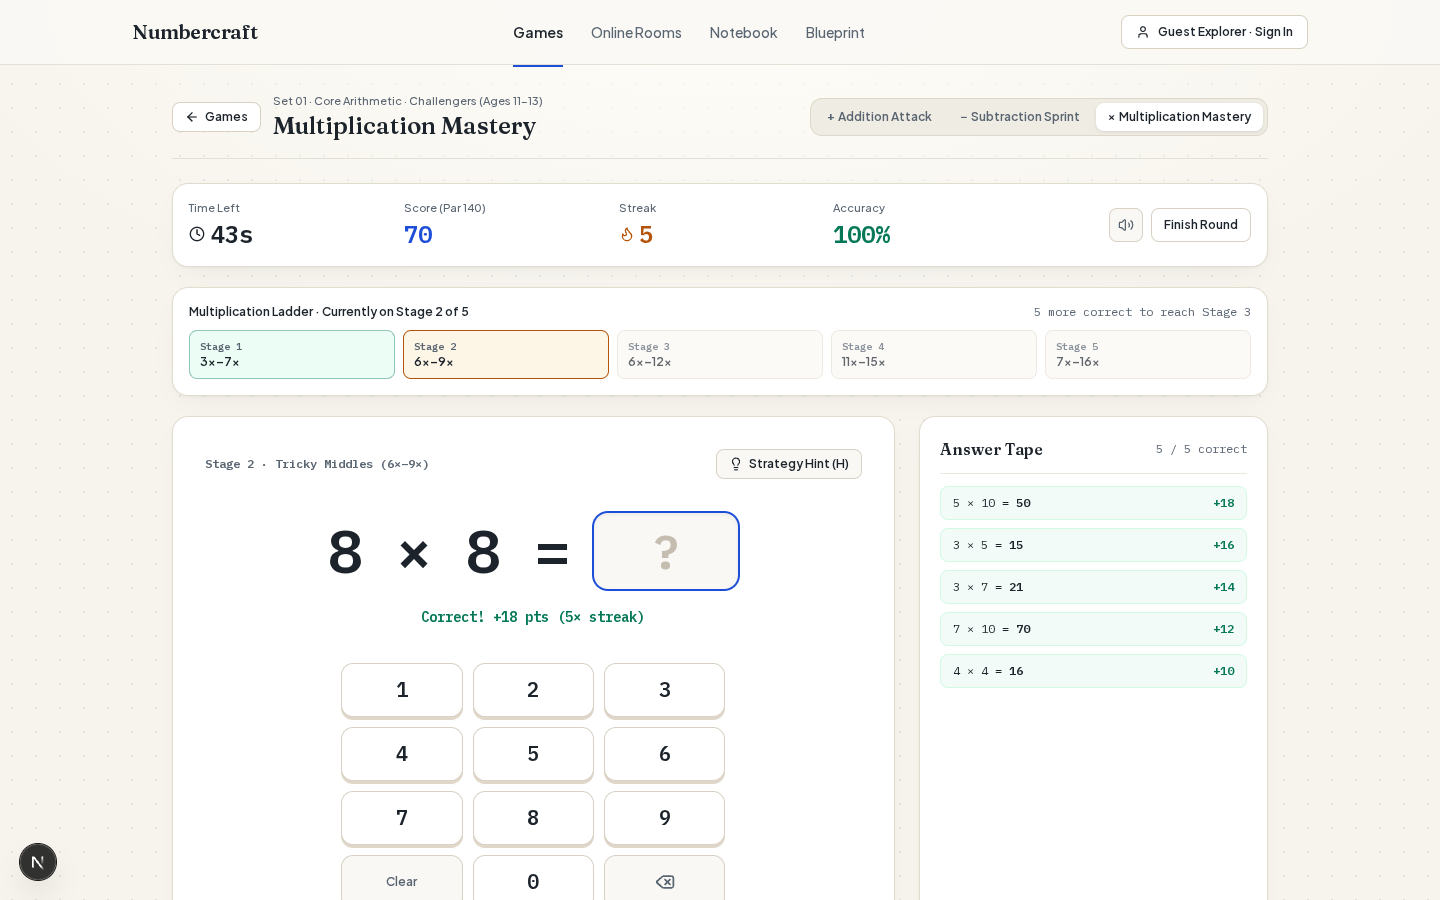 Numbercraft
Games
Online Rooms
Notebook
Blueprint
Guest Explorer · Sign In
Games
Set 01 · Core Arithmetic · Challengers (Ages 11–13)
Multiplication Mastery
+ Addition Attack
− Subtraction Sprint
× Multiplication Mastery
Time Left
43s
Score (Par 140)
70
Streak
5
Accuracy
100%
Finish Round
Multiplication Ladder · Currently on Stage 2 of 5
5 more correct to reach Stage 3
Stage 1
3×–7×
Stage 2
6×–9×
Stage 3
6×–12×
Stage 4
11×–15×
Stage 5
7×–16×
Stage 2 · Tricky Middles (6×–9×)
Strategy Hint (H)
8 × 8 = ?
Correct! +18 pts (5× streak)
1
2
3
4
5
6
7
8
9
Clear
0
Answer Tape
5 / 5 correct
5 × 10 = 50 +18
3 × 5 = 15 +16
3 × 7 = 21 +14
7 × 10 = 70 +12
4 × 4 = 16 +10
N